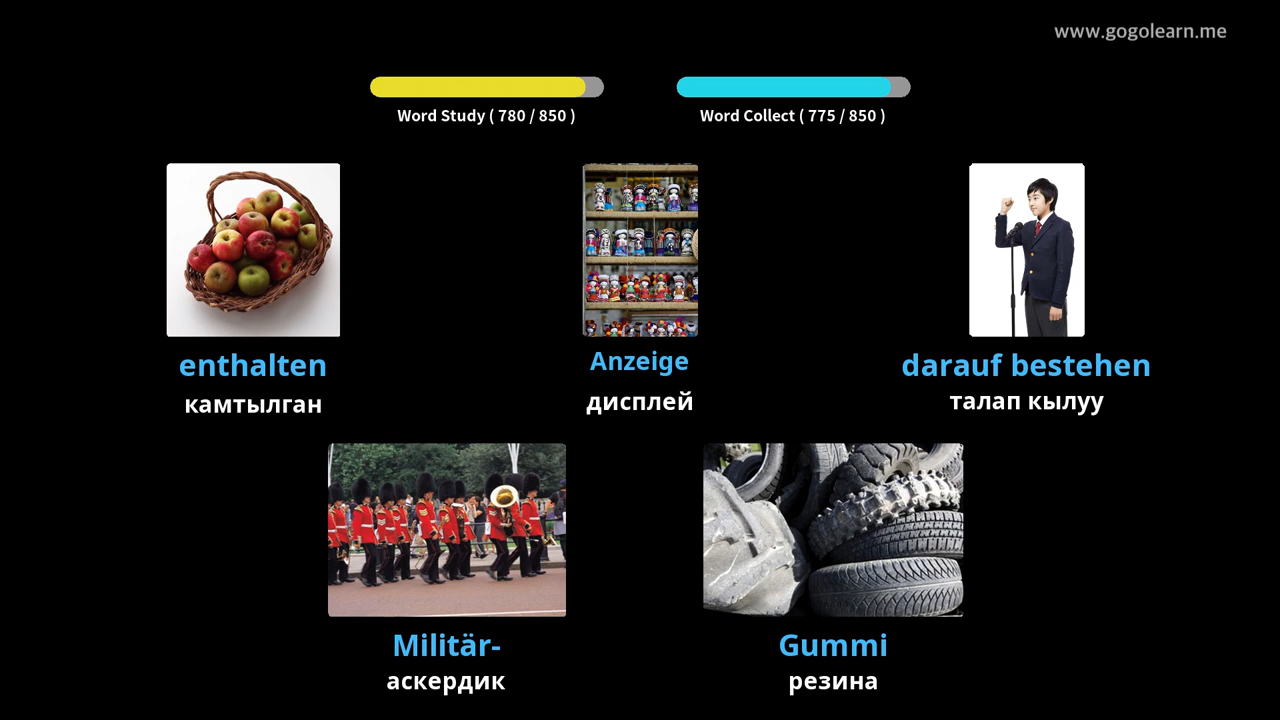 www.gogolearn.me
Word Study ( 780 / 850 )
Word Collect ( 775 / 850 )
enthalten
камтылган
Anzeige
дисплей
darauf bestehen
талап кылуу
Militär-
аскердик
Gummi
резина